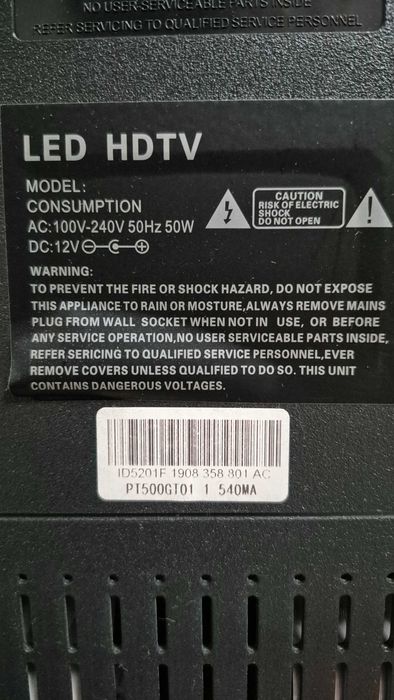 NO USER-SERVICEABLE PARTS INSIDE
REFER SERVICING TO QUALIFIED SERVICE PERSONNEL
LED HDTV
MODEL:
CONSUMPTION
AC:100V-240V 50Hz 50W
DC:12V
CAUTION
RISK OF ELECTRIC
SHOCK
DO NOT OPEN
WARNING:
TO PREVENT THE FIRE OR SHOCK HAZARD, DO NOT EXPOSE
THIS APPLIANCE TO RAIN OR MOSTURE,ALWAYS REMOVE MAINS
PLUG FROM WALL SOCKET WHEN NOT IN USE, OR BEFORE
ANY SERVICE OPERATION,NO USER SERVICEABLE PARTS INSIDE,
REFER SERICING TO QUALIFIED SERVICE PERSONNEL,EVER
REMOVE COVERS UNLESS QUALIFIED TO DO SO. THIS UNIT
CONTAINS DANGEROUS VOLTAGES.
ID5201F 1908 358 801 AC
PT500GT01 1 540MA